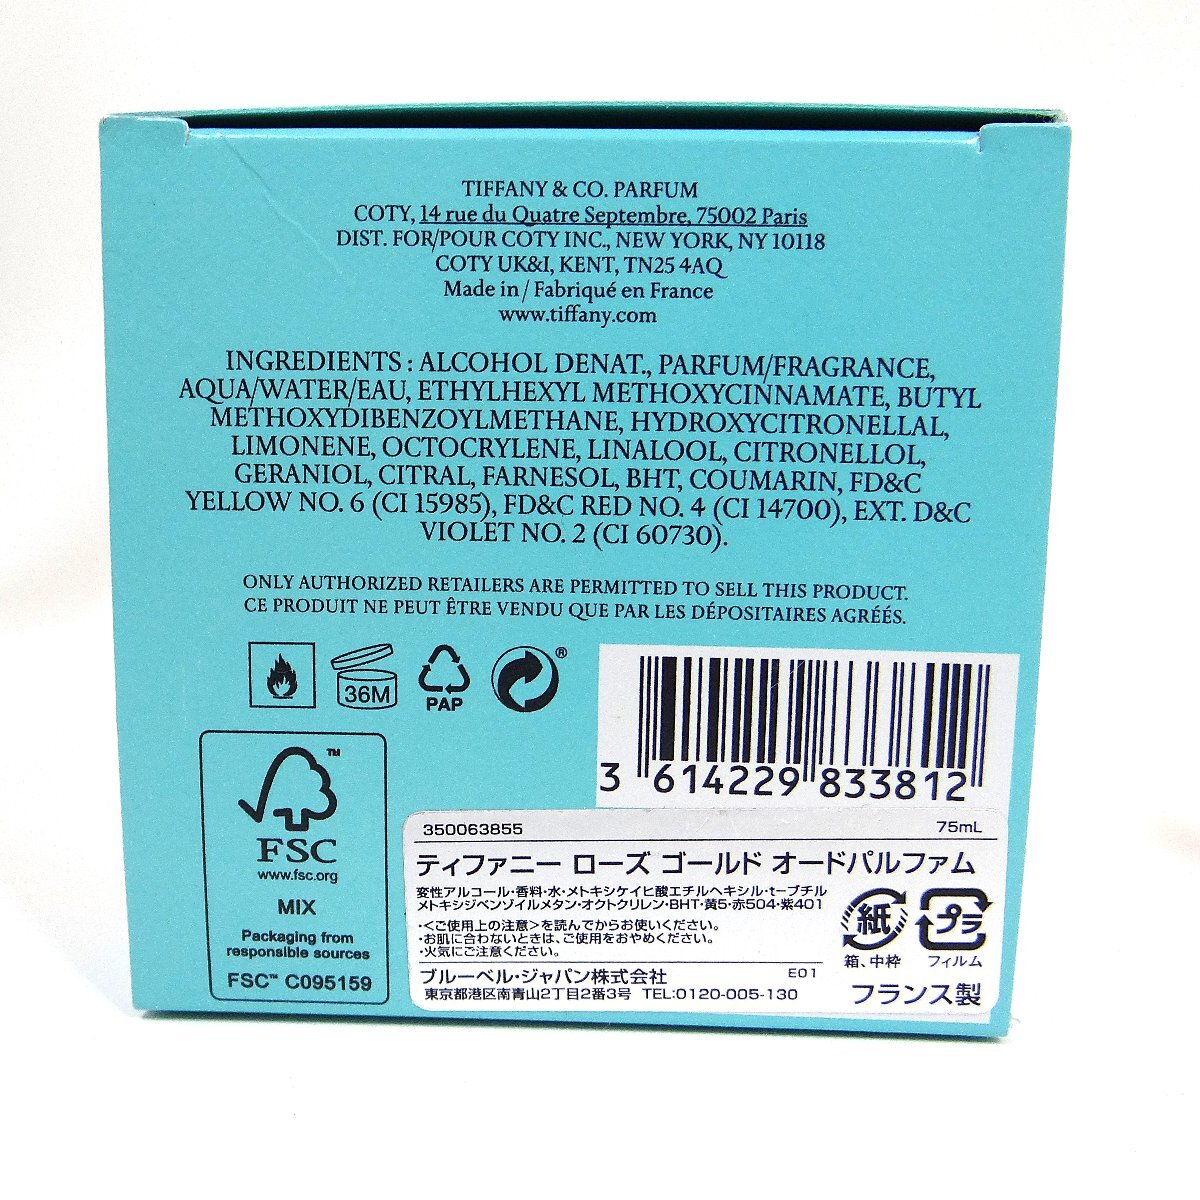 TIFFANY & CO. PARFUM
COTY, 14 rue du Quatre Septembre, 75002 Paris
DIST. FOR/POUR COTY INC., NEW YORK, NY 10118
COTY UK&I, KENT, TN25 4AQ
Made in / Fabriqué en France
www.tiffany.com
INGREDIENTS : ALCOHOL DENAT., PARFUM/FRAGRANCE,
AQUA/WATER/EAU, ETHYLHEXYL METHOXYCINNAMATE, BUTYL
METHOXYDIBENZOYLMETHANE, HYDROXYCITRONELLAL,
LIMONENE, OCTOCRYLENE, LINALOOL, CITRONELLOL,
GERANIOL, CITRAL, FARNESOL, BHT, COUMARIN, FD&C
YELLOW NO. 6 (CI 15985), FD&C RED NO. 4 (CI 14700), EXT. D&C
VIOLET NO. 2 (CI 60730).
ONLY AUTHORIZED RETAILERS ARE PERMITTED TO SELL THIS PRODUCT.
CE PRODUIT NE PEUT ÊTRE VENDU QUE PAR LES DÉPOSITAIRES AGRÉÉS.
36M
PAP
®
3 614229 833812
™
FSC
www.fsc.org
MIX
Packaging from
responsible sources
FSC™ C095159
350063855 75mL
ティファニー ローズ ゴールド オードパルファム
変性アルコール・香料・水・メトキシケイヒ酸エチルヘキシル・t-ブチル
メトキシジベンゾイルメタン・オクトクリレン・BHT・黄5・赤504・紫401
・<ご使用上の注意>を読んでからお使いください。
・お肌に合わないときは、ご使用をおやめください。
・火気にご注意ください。
紙
箱、中枠
プラ
フィルム
ブルーベル・ジャパン株式会社 E01
東京都港区南青山2丁目2番3号 TEL:0120-005-130
フランス製